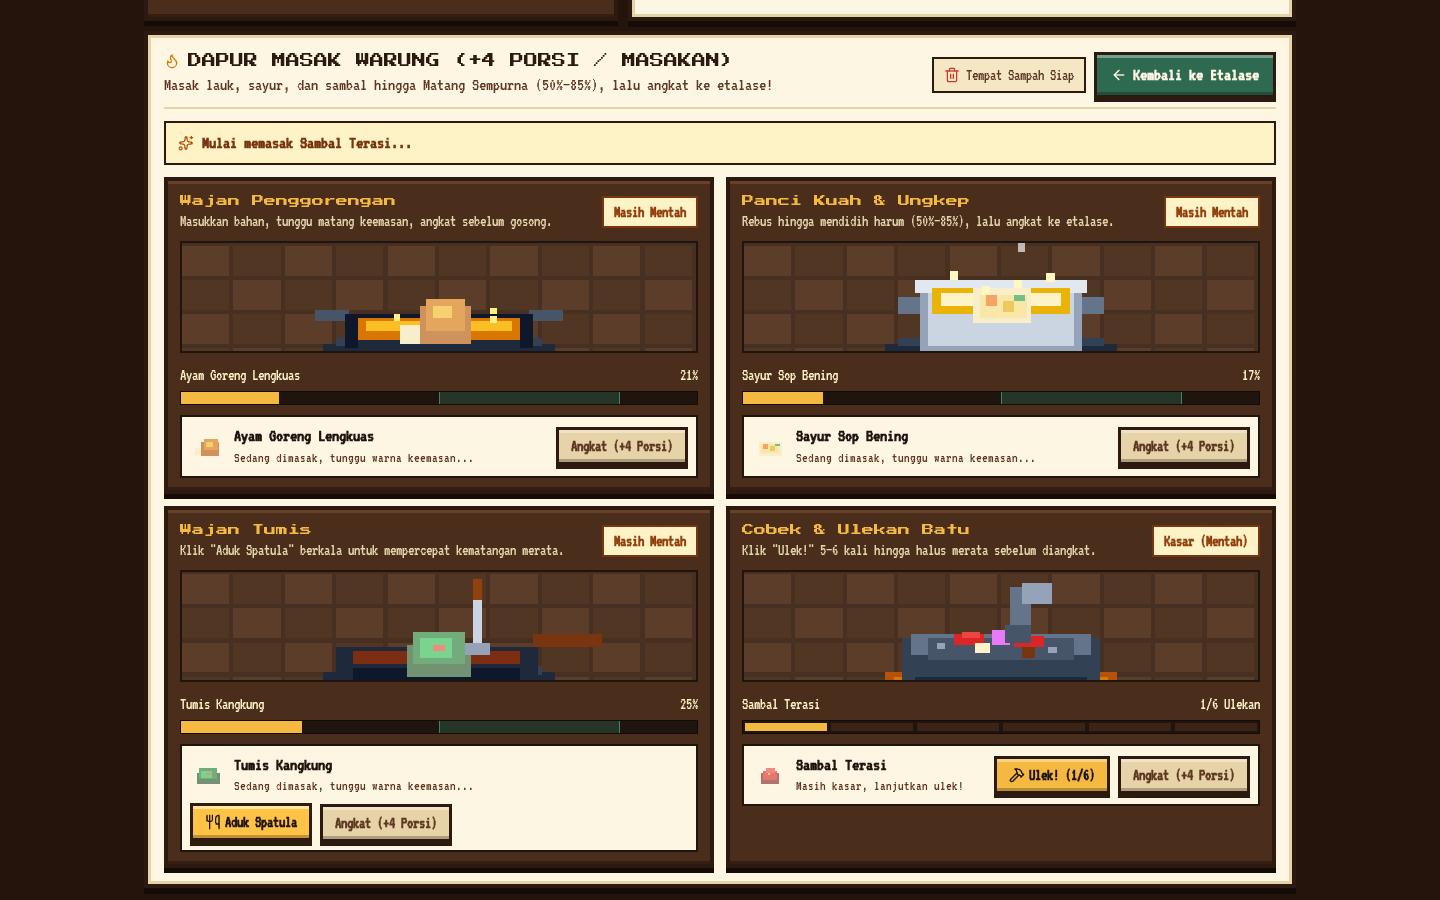 DAPUR MASAK WARUNG (+4 PORSI / MASAKAN)
Masak lauk, sayur, dan sambal hingga Matang Sempurna (50%-85%), lalu angkat ke etalase!
Tempat Sampah Siap
Kembali ke Etalase
Mulai memasak Sambal Terasi...
Wajan Penggorengan
Masukkan bahan, tunggu matang keemasan, angkat sebelum gosong.
Masih Mentah
Ayam Goreng Lengkuas
21%
Ayam Goreng Lengkuas
Sedang dimasak, tunggu warna keemasan...
Angkat (+4 Porsi)
Panci Kuah & Ungkep
Rebus hingga mendidih harum (50%-85%), lalu angkat ke etalase.
Masih Mentah
Sayur Sop Bening
17%
Sayur Sop Bening
Sedang dimasak, tunggu warna keemasan...
Angkat (+4 Porsi)
Wajan Tumis
Klik "Aduk Spatula" berkala untuk mempercepat kematangan merata.
Masih Mentah
Tumis Kangkung
25%
Tumis Kangkung
Sedang dimasak, tunggu warna keemasan...
Aduk Spatula
Angkat (+4 Porsi)
Cobek & Ulekan Batu
Klik "Ulek!" 5-6 kali hingga halus merata sebelum diangkat.
Kasar (Mentah)
Sambal Terasi
1/6 Ulekan
Sambal Terasi
Masih kasar, lanjutkan ulek!
Ulek! (1/6)
Angkat (+4 Porsi)